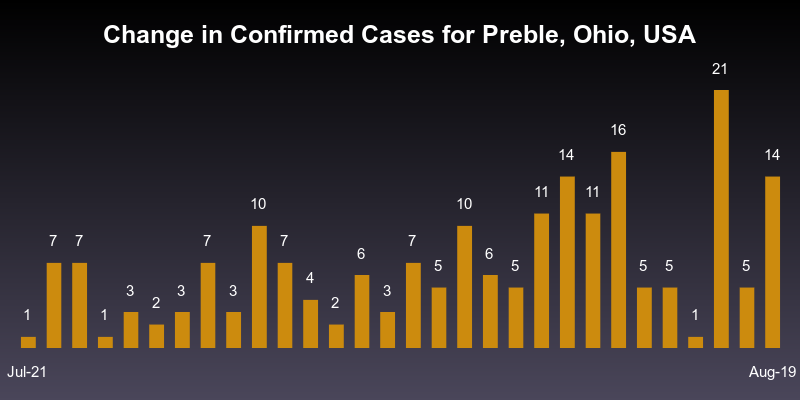 Change in Confirmed Cases for Preble, Ohio, USA
1 7 7 1 3 2 3 7 3 10 7 4 2 6 3 7 5 10 6 5 11 14 11 16 5 5 1 21 5 14
Jul-21 Aug-19